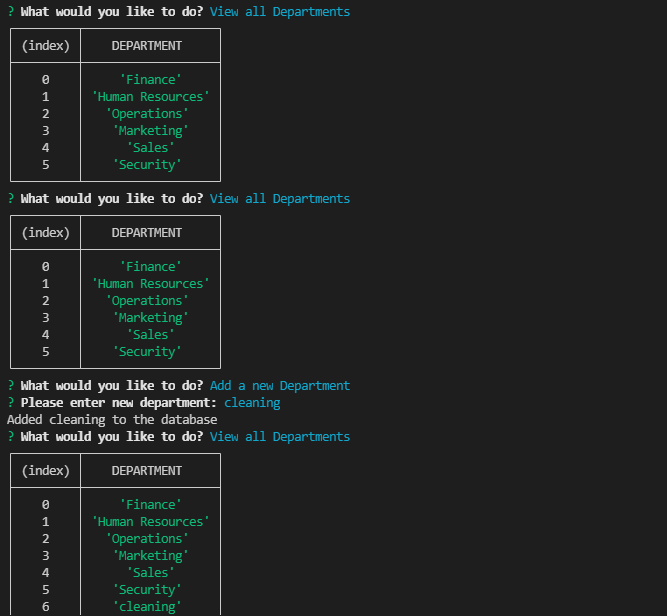 ? What would you like to do? View all Departments
(index) DEPARTMENT
0 'Finance'
1 'Human Resources'
2 'Operations'
3 'Marketing'
4 'Sales'
5 'Security'
? What would you like to do? View all Departments
(index) DEPARTMENT
0 'Finance'
1 'Human Resources'
2 'Operations'
3 'Marketing'
4 'Sales'
5 'Security'
? What would you like to do? Add a new Department
? Please enter new department: cleaning
Added cleaning to the database
? What would you like to do? View all Departments
(index) DEPARTMENT
0 'Finance'
1 'Human Resources'
2 'Operations'
3 'Marketing'
4 'Sales'
5 'Security'
6 'cleaning'